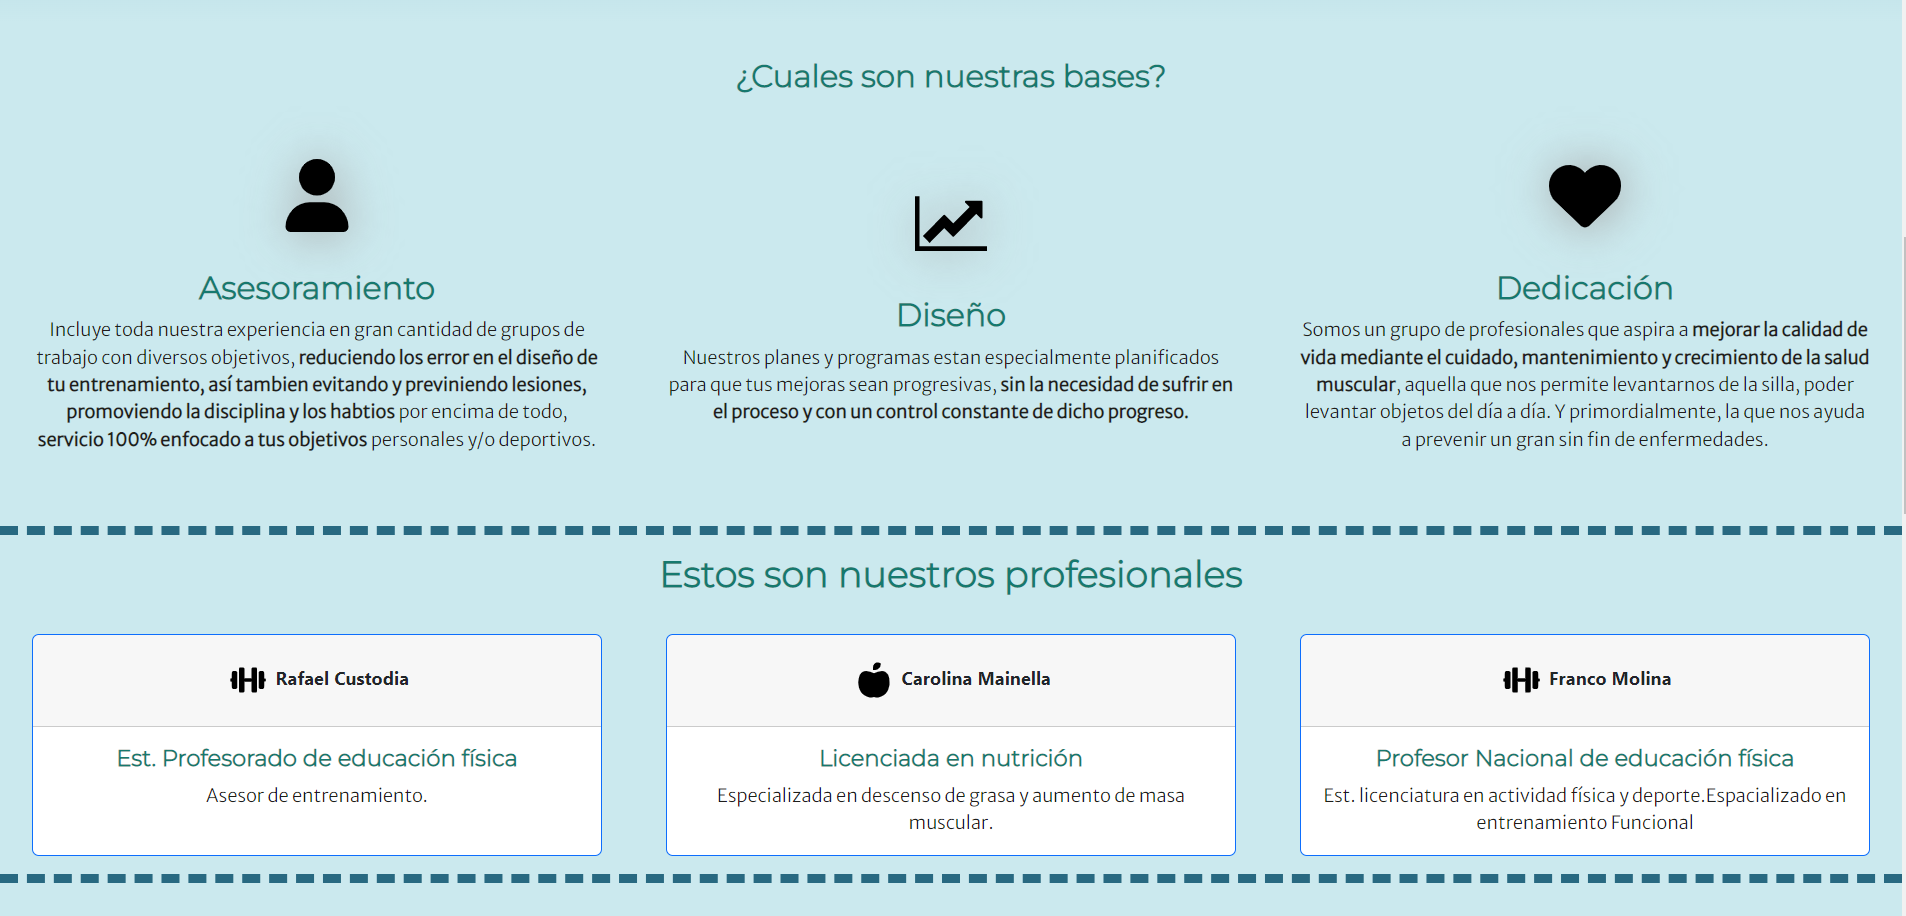 ¿Cuales son nuestras bases?
Asesoramiento
Incluye toda nuestra experiencia en gran cantidad de grupos de
trabajo con diversos objetivos, reduciendo los error en el diseño de
tu entrenamiento, así tambien evitando y previniendo lesiones,
promoviendo la disciplina y los habtios por encima de todo,
servicio 100% enfocado a tus objetivos personales y/o deportivos.
Diseño
Nuestros planes y programas estan especialmente planificados
para que tus mejoras sean progresivas, sin la necesidad de sufrir en
el proceso y con un control constante de dicho progreso.
Dedicación
Somos un grupo de profesionales que aspira a mejorar la calidad de
vida mediante el cuidado, mantenimiento y crecimiento de la salud
muscular, aquella que nos permite levantarnos de la silla, poder
levantar objetos del día a día. Y primordialmente, la que nos ayuda
a prevenir un gran sin fin de enfermedades.
Estos son nuestros profesionales
Rafael Custodia
Est. Profesorado de educación física
Asesor de entrenamiento.
Carolina Mainella
Licenciada en nutrición
Especializada en descenso de grasa y aumento de masa
muscular.
Franco Molina
Profesor Nacional de educación física
Est. licenciatura en actividad física y deporte.Espacializado en
entrenamiento Funcional